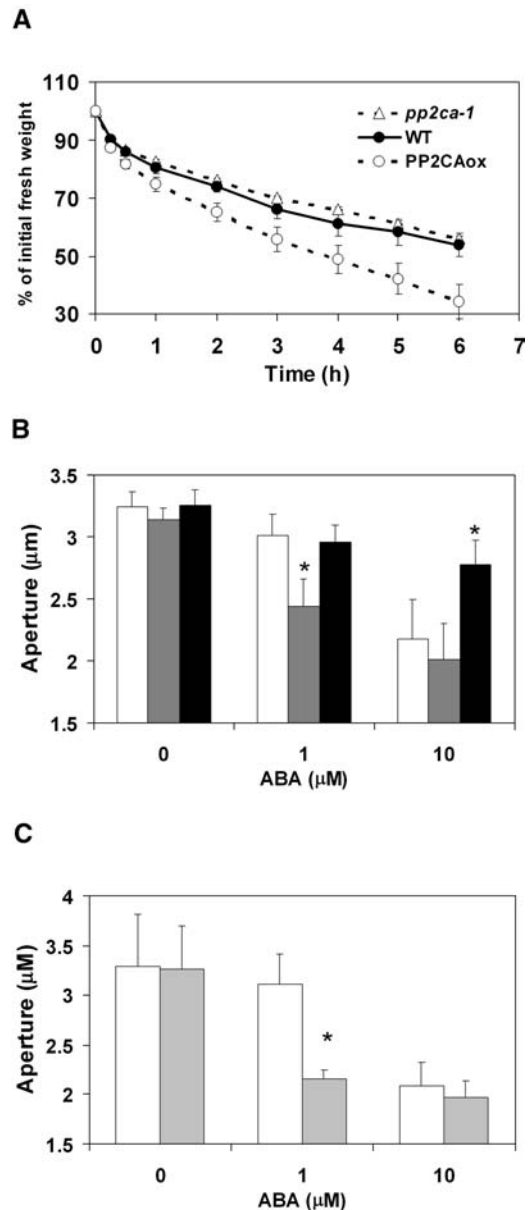 A
110
90
70
50
30
% of initial fresh weight
pp2ca-1
WT
PP2CAox
0 1 2 3 4 5 6 7
Time (h)
B
3.5
3
2.5
2
1.5
Aperture (µm)
*
*
0 1 10
ABA (µM)
C
4
3.5
3
2.5
2
1.5
Aperture (µM)
*
0 1 10
ABA (µM)